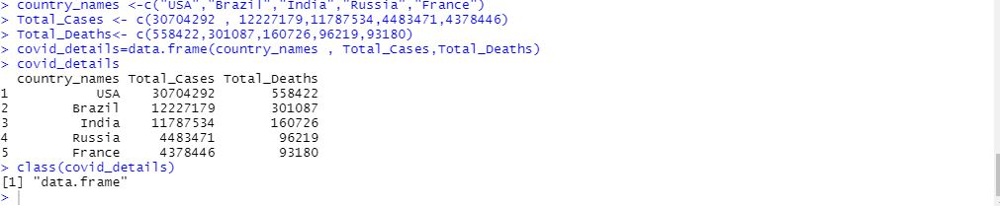 > country_names <-c("USA","Brazil","India","Russia","France")
> Total_Cases <- c(30704292 , 12227179,11787534,4483471,4378446)
> Total_Deaths<- c(558422,301087,160726,96219,93180)
> covid_details=data.frame(country_names , Total_Cases,Total_Deaths)
> covid_details
  country_names Total_Cases Total_Deaths
1           USA    30704292       558422
2        Brazil    12227179       301087
3         India    11787534       160726
4        Russia     4483471        96219
5        France     4378446        93180
> class(covid_details)
[1] "data.frame"
>